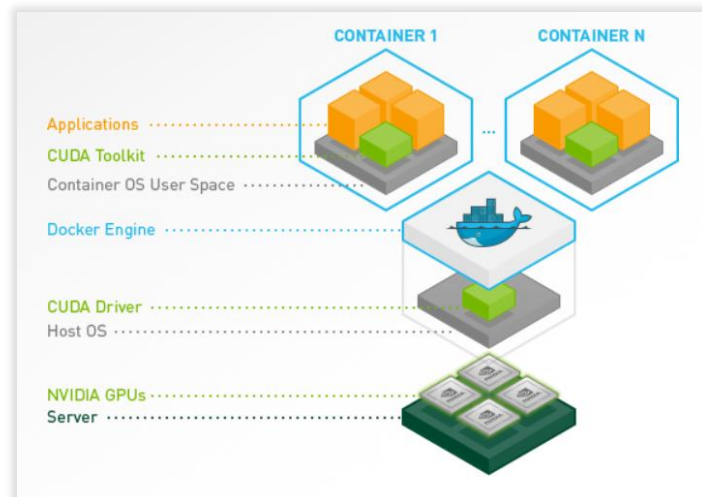 CONTAINER 1
CONTAINER N
Applications
...
CUDA Toolkit
Container OS User Space
Docker Engine
CUDA Driver
Host OS
NVIDIA GPUs
Server